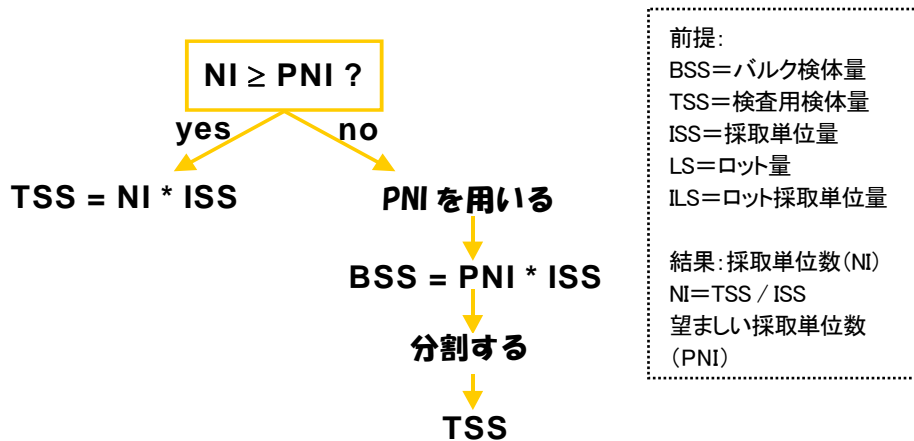 NI ≥ PNI ?
yes
no
TSS = NI * ISS
PNI を用いる
BSS = PNI * ISS
分割する
TSS
前提:
BSS=バルク検体量
TSS=検査用検体量
ISS=採取単位量
LS=ロット量
ILS=ロット採取単位量
結果:採取単位数(NI)
NI=TSS / ISS
望ましい採取単位数
(PNI)